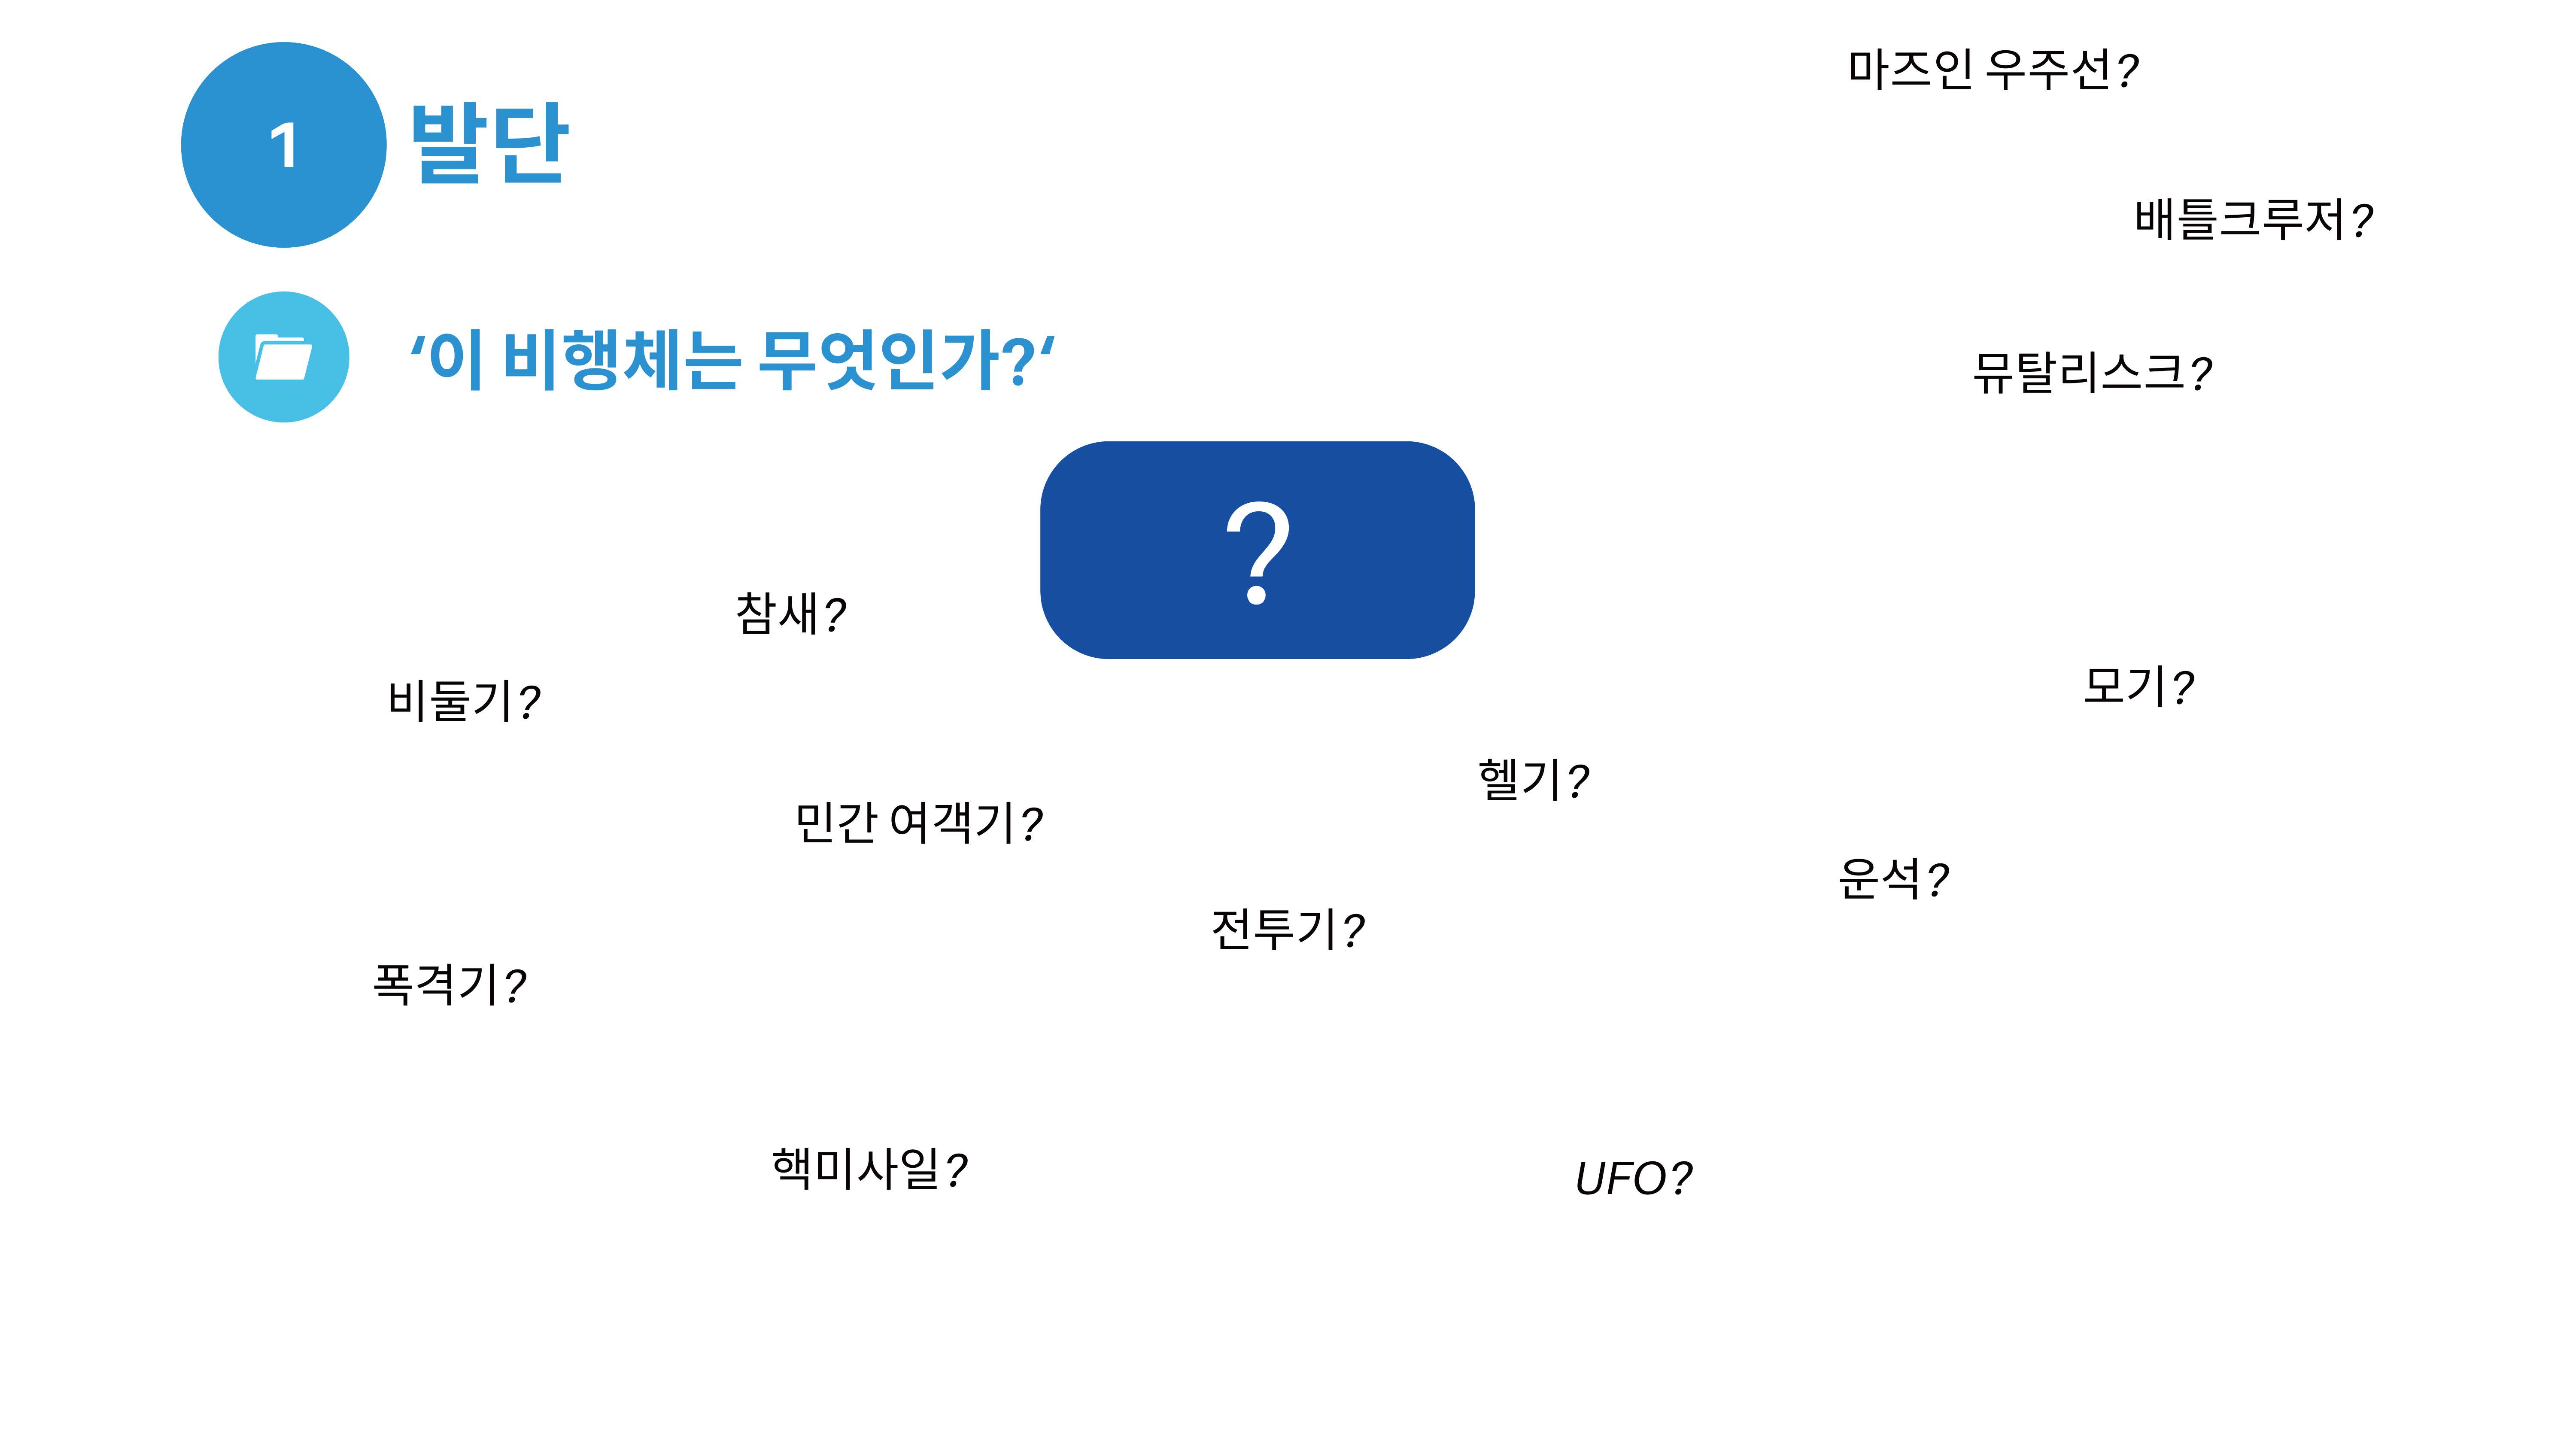 마즈인 우주선?
1
발단
배틀크루저?
‘이 비행체는 무엇인가?‘
뮤탈리스크?
?
참새?
비둘기?
모기?
헬기?
민간 여객기?
운석?
전투기?
폭격기?
핵미사일?
UFO?